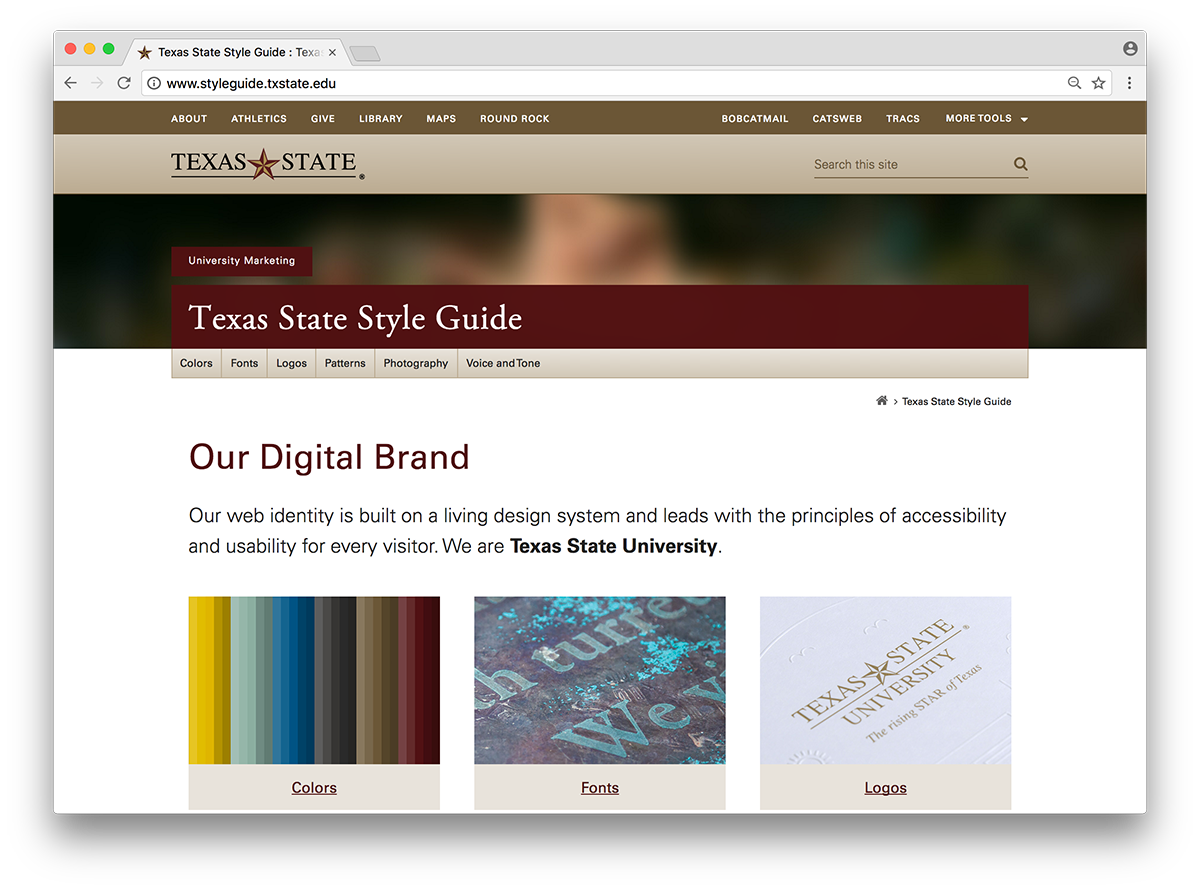 Texas State Style Guide : Texa
www.styleguide.txstate.edu
ABOUT ATHLETICS GIVE LIBRARY MAPS ROUND ROCK BOBCATMAIL CATSWEB TRACS MORE TOOLS
TEXAS STATE ®
Search this site
University Marketing
Texas State Style Guide
Colors Fonts Logos Patterns Photography Voice and Tone
> Texas State Style Guide
Our Digital Brand
Our web identity is built on a living design system and leads with the principles of accessibility
and usability for every visitor. We are Texas State University.
th turre
We
TEXAS STATE ®
UNIVERSITY
The rising STAR of Texas
Colors
Fonts
Logos